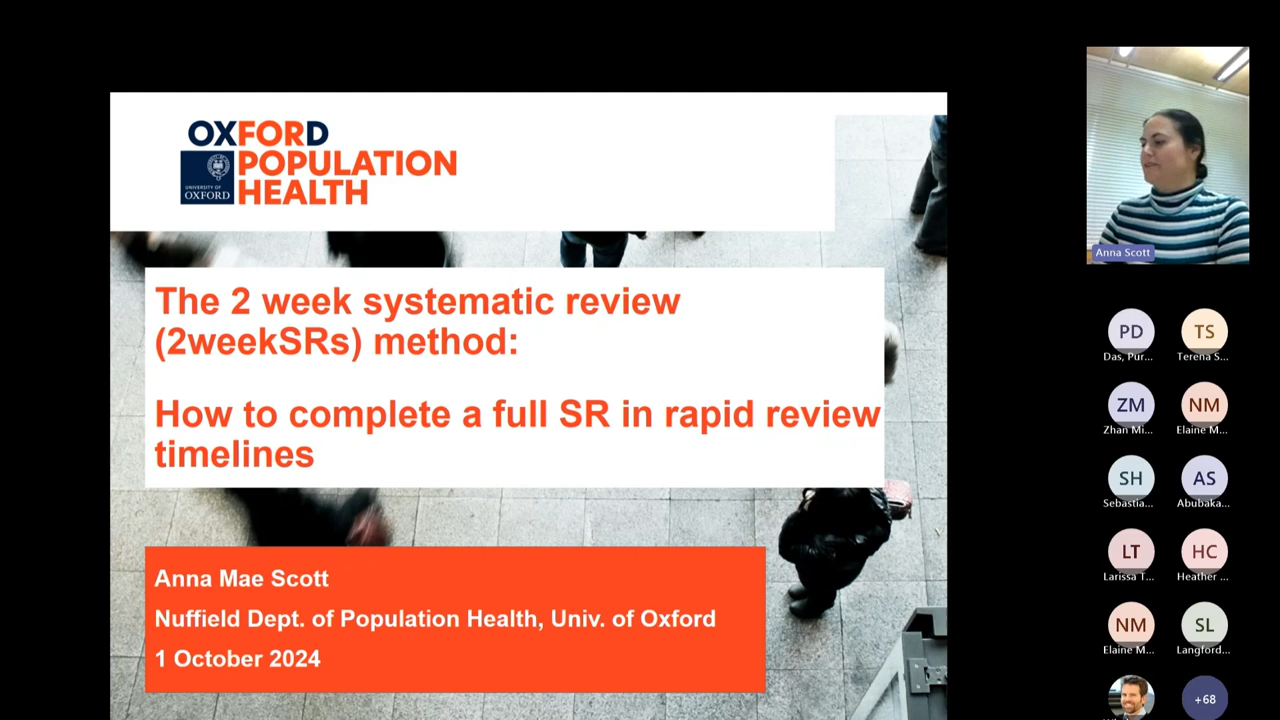 OXFORD
POPULATION
HEALTH
UNIVERSITY OF
OXFORD
The 2 week systematic review
(2weekSRs) method:
How to complete a full SR in rapid review
timelines
Anna Mae Scott
Nuffield Dept. of Population Health, Univ. of Oxford
1 October 2024
Anna Scott
PD
Das, Pur...
TS
Terena S...
ZM
Zhan Mi...
NM
Elaine M...
SH
Sebastia...
AS
Abubaka...
LT
Larissa T...
HC
Heather ...
NM
Elaine M...
SL
Langford...
+68